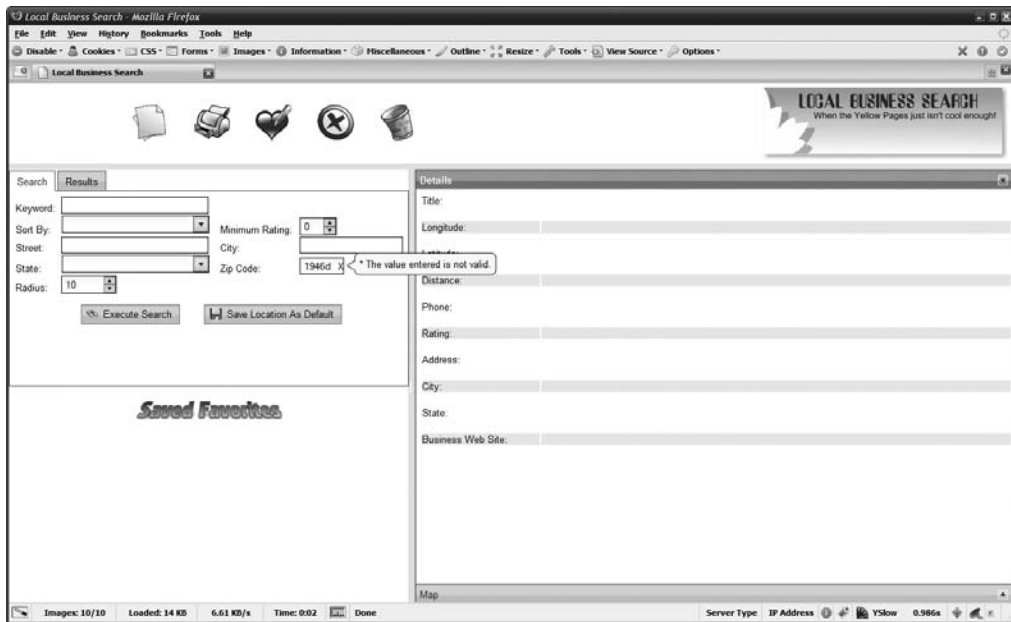 Local Business Search - Mozilla Firefox
File Edit View History Bookmarks Tools Help
Disable Cookies CSS Forms Images Information Miscellaneous Outline Resize Tools View Source Options
Local Business Search
LOCAL BUSINESS SEARCH
When the Yellow Pages just isn't cool enough!
Search Results
Keyword:
Sort By: Minimum Rating: 0
Street: City:
State: Zip Code: 1946d X * The value entered is not valid.
Radius: 10
Execute Search Save Location As Default
Saved Favorites
Details
Title:
Longitude:
Latitude:
Distance:
Phone:
Rating:
Address:
City:
State:
Business Web Site:
Map
Images: 10/10 Loaded: 14 KB 6.61 KB/s Time: 0:02 Done Server Type IP Address YSlow 0.986s